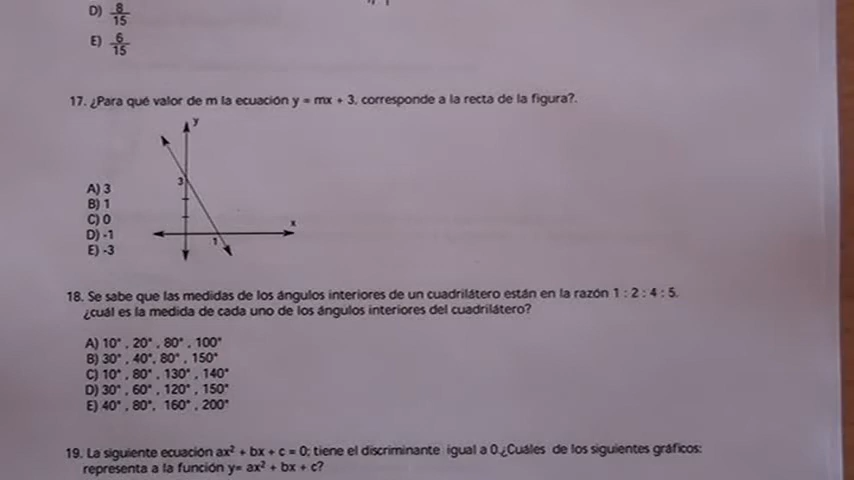 D) 8/15
E) 6/15
17. ¿Para qué valor de m la ecuación y = mx + 3, corresponde a la recta de la figura?.
y
3
x
1
A) 3
B) 1
C) 0
D) -1
E) -3
18. Se sabe que las medidas de los ángulos interiores de un cuadrilátero están en la razón 1 : 2 : 4 : 5.
¿cuál es la medida de cada uno de los ángulos interiores del cuadrilátero?
A) 10° , 20° , 80° , 100°
B) 30° , 40°, 80° , 150°
C) 10° , 80° , 130° , 140°
D) 30° , 60° , 120° , 150°
E) 40° , 80°, 160° , 200°
19. La siguiente ecuación ax² + bx + c = 0; tiene el discriminante igual a 0.¿Cuáles de los siguientes gráficos:
representa a la función y= ax² + bx + c?